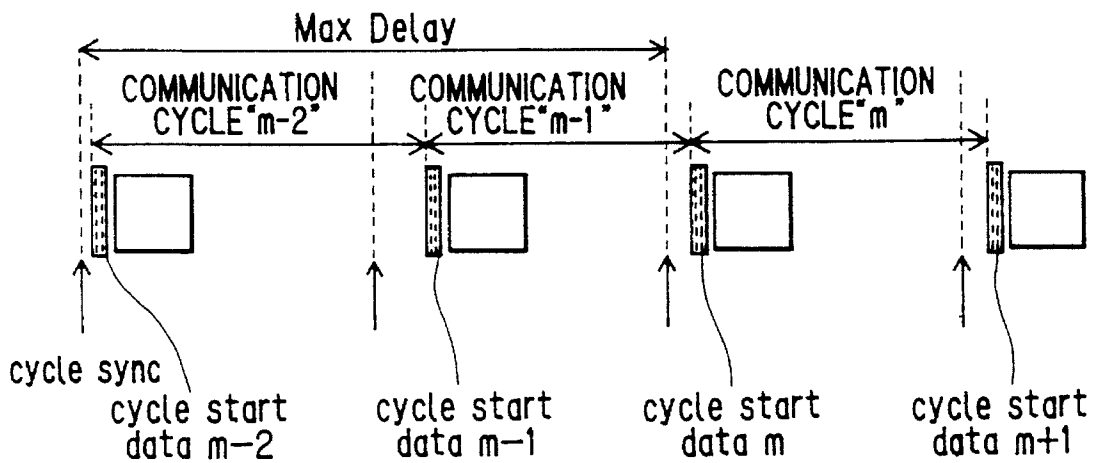 Max Delay
COMMUNICATION
CYCLE"m-2"
COMMUNICATION
CYCLE"m-1"
COMMUNICATION
CYCLE"m"
cycle sync
cycle start
data m-2
cycle start
data m-1
cycle start
data m
cycle start
data m+1